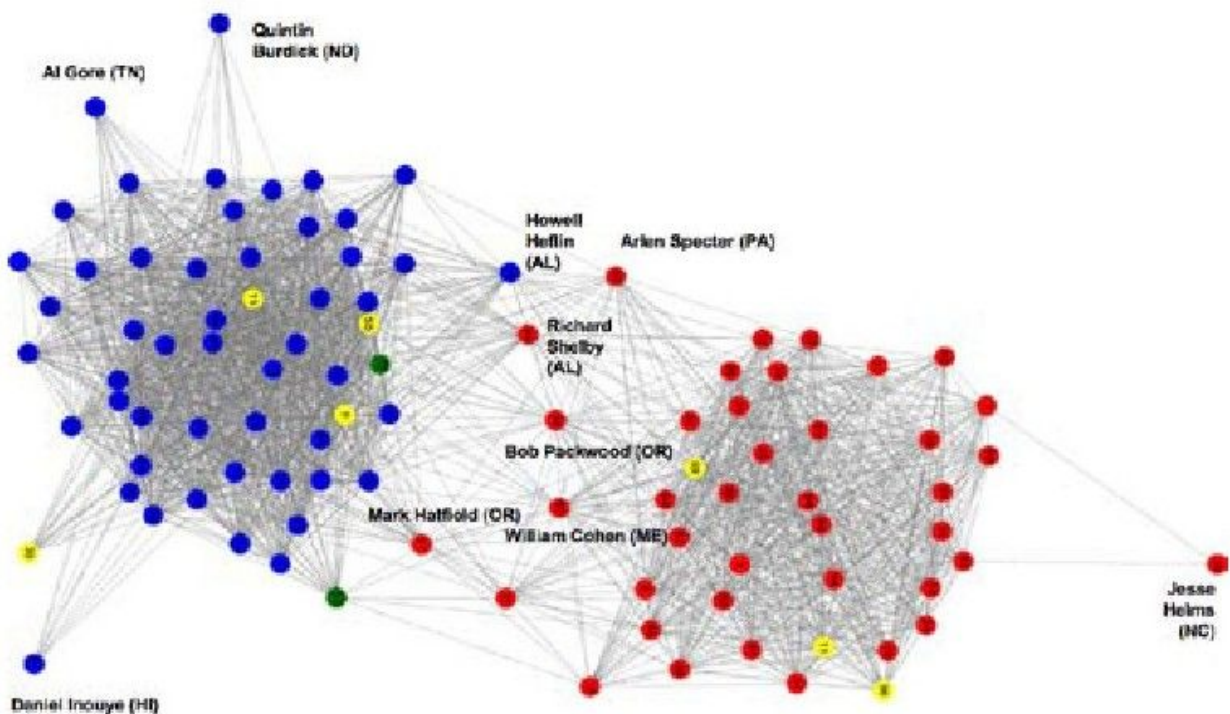 Quintin
Burdick (ND)
Al Gore (TN)
Howell
Heflin
(AL)
Arlen Specter (PA)
Richard
Shelby
(AL)
Bob Packwood (OR)
Mark Hatfield (OR)
William Cohen (ME)
Jesse
Helms
(NC)
Daniel Inouye (HI)